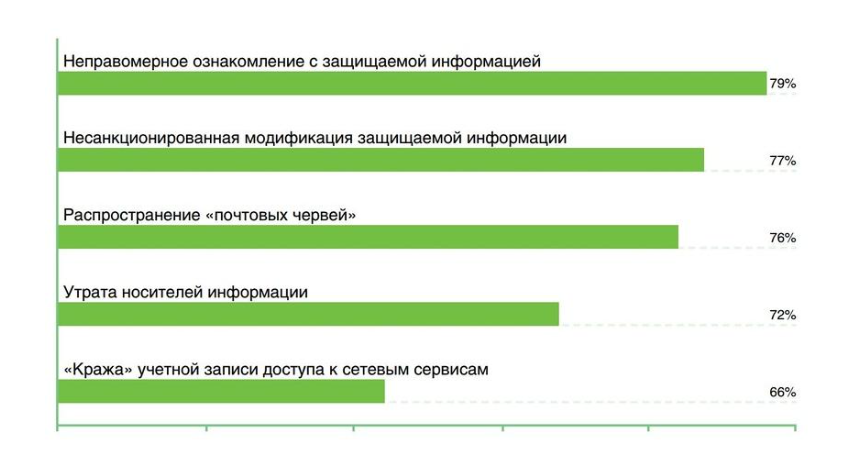 Неправомерное ознакомление с защищаемой информацией
79%
Несанкционированная модификация защищаемой информации
77%
Распространение «почтовых червей»
76%
Утрата носителей информации
72%
«Кража» учетной записи доступа к сетевым сервисам
66%